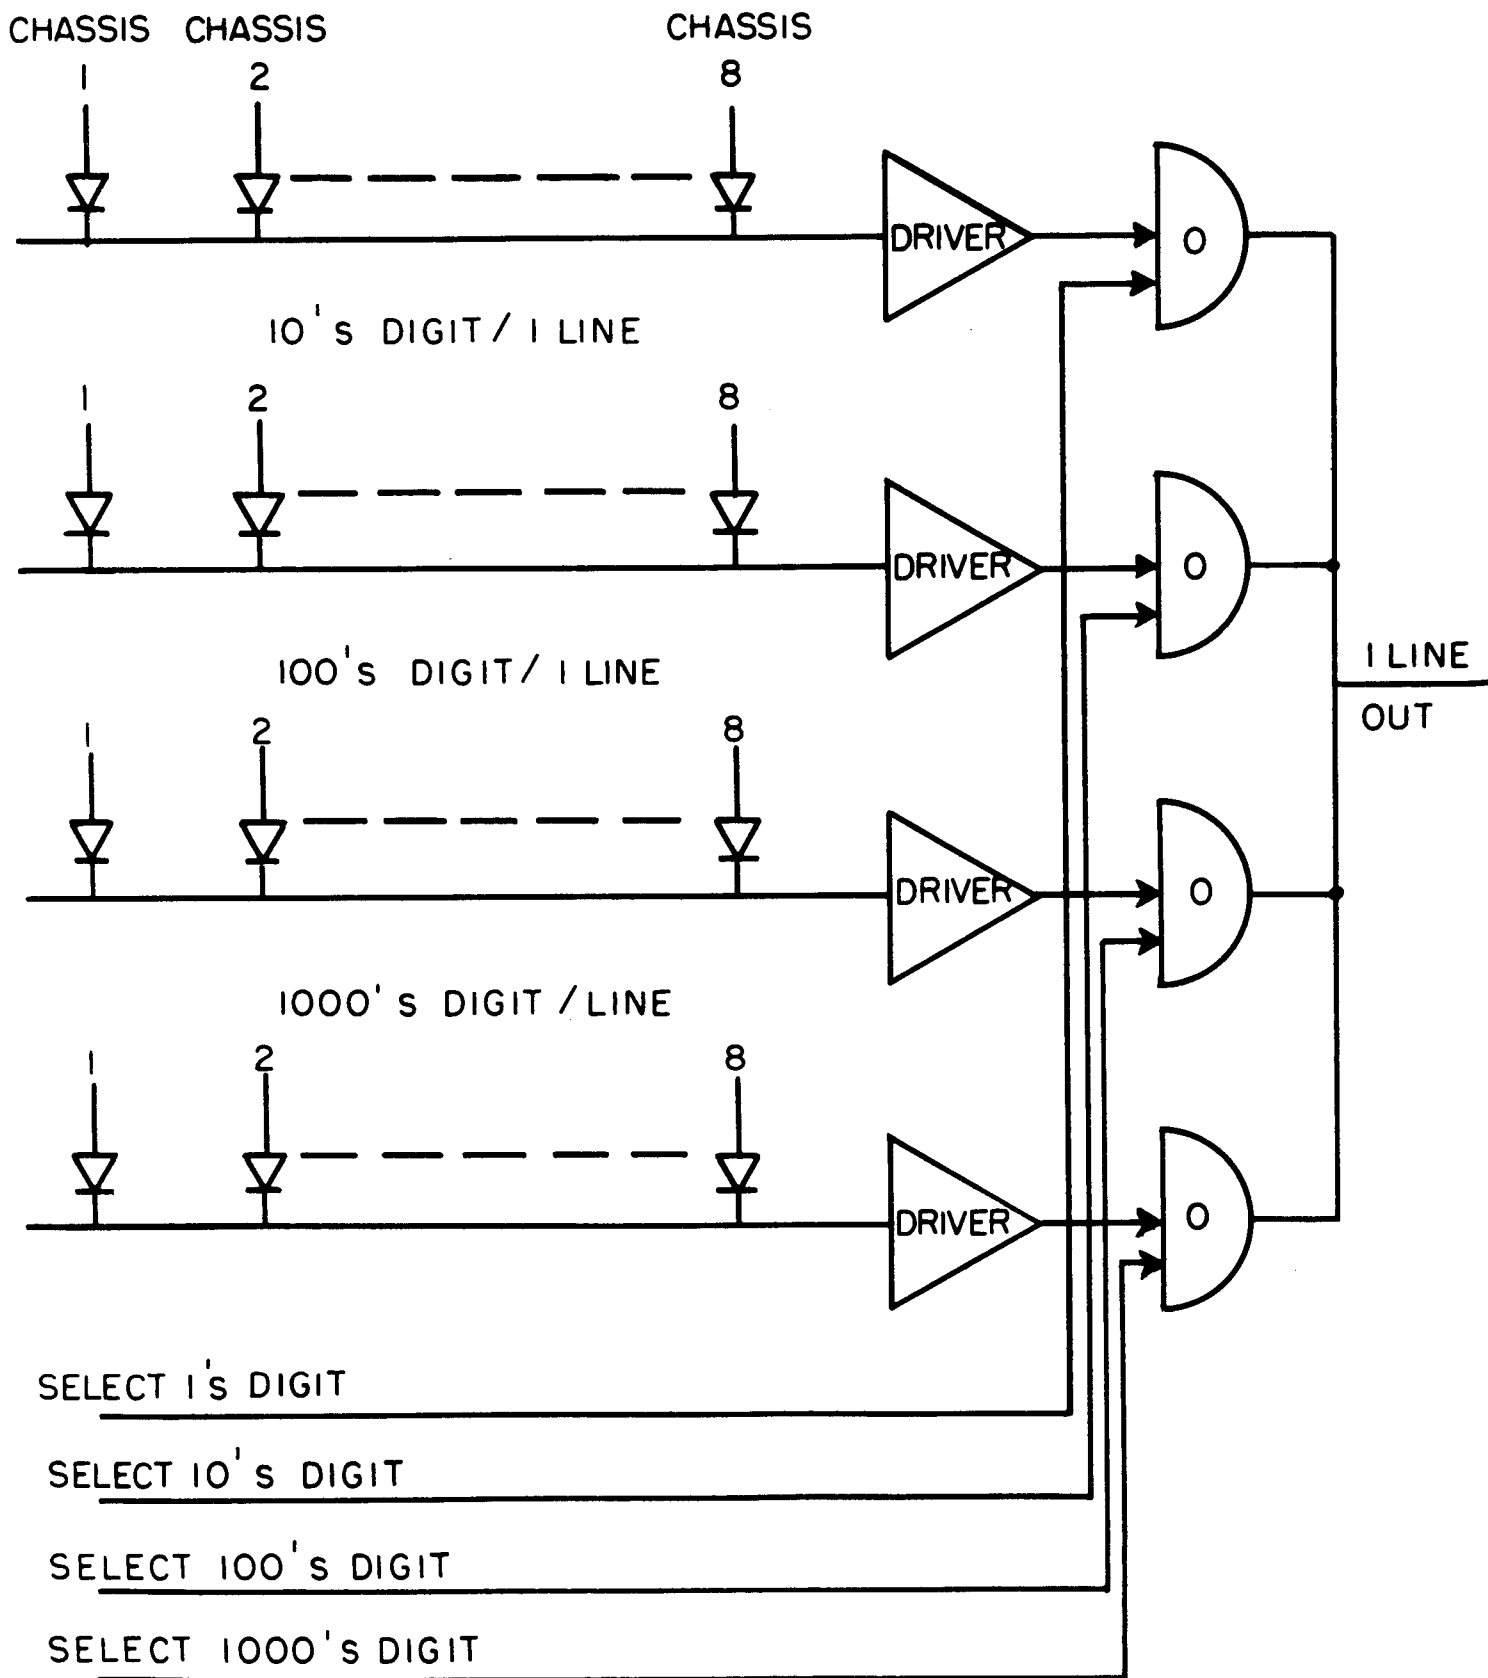 CHASSIS CHASSIS CHASSIS
1 2 8
DRIVER O
10's DIGIT / 1 LINE
1 2 8
DRIVER O
100's DIGIT / 1 LINE
1 LINE
OUT
1 2 8
DRIVER O
1000's DIGIT / LINE
1 2 8
DRIVER O
SELECT 1's DIGIT
SELECT 10's DIGIT
SELECT 100's DIGIT
SELECT 1000's DIGIT